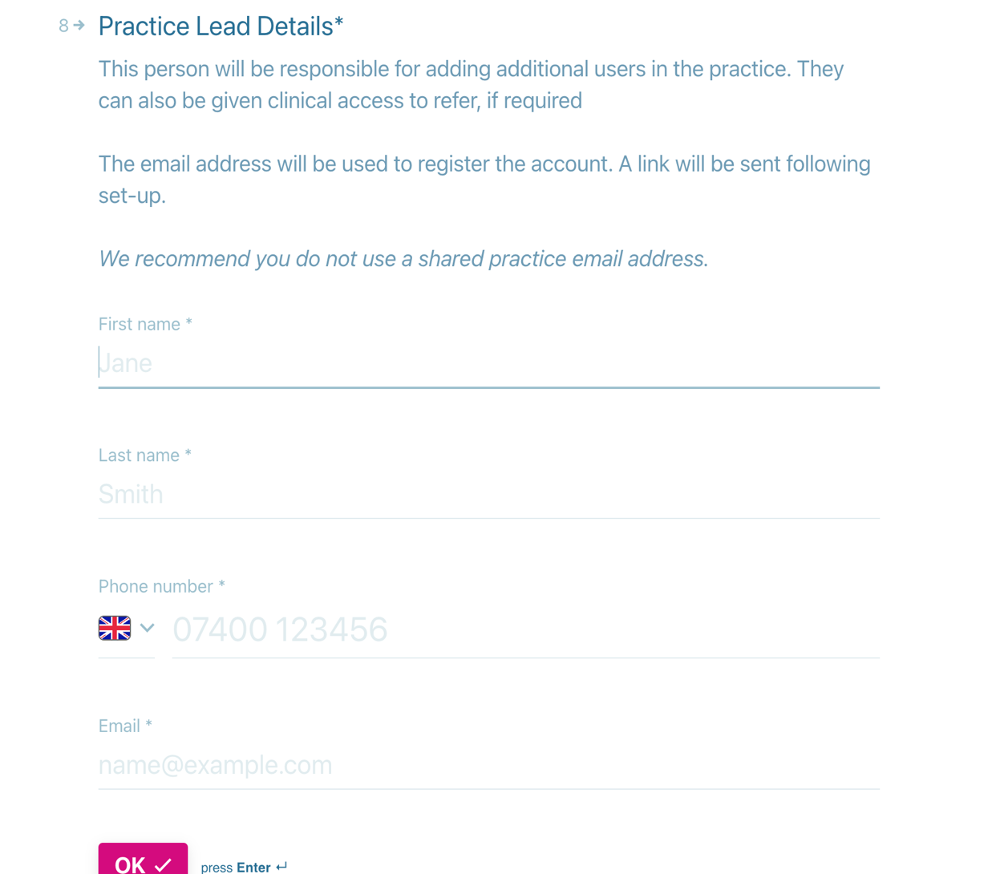 8 → Practice Lead Details*
This person will be responsible for adding additional users in the practice. They
can also be given clinical access to refer, if required
The email address will be used to register the account. A link will be sent following
set-up.
We recommend you do not use a shared practice email address.
First name *
Jane
Last name *
Smith
Phone number *
07400 123456
Email *
name@example.com
OK ✓ press Enter ↵